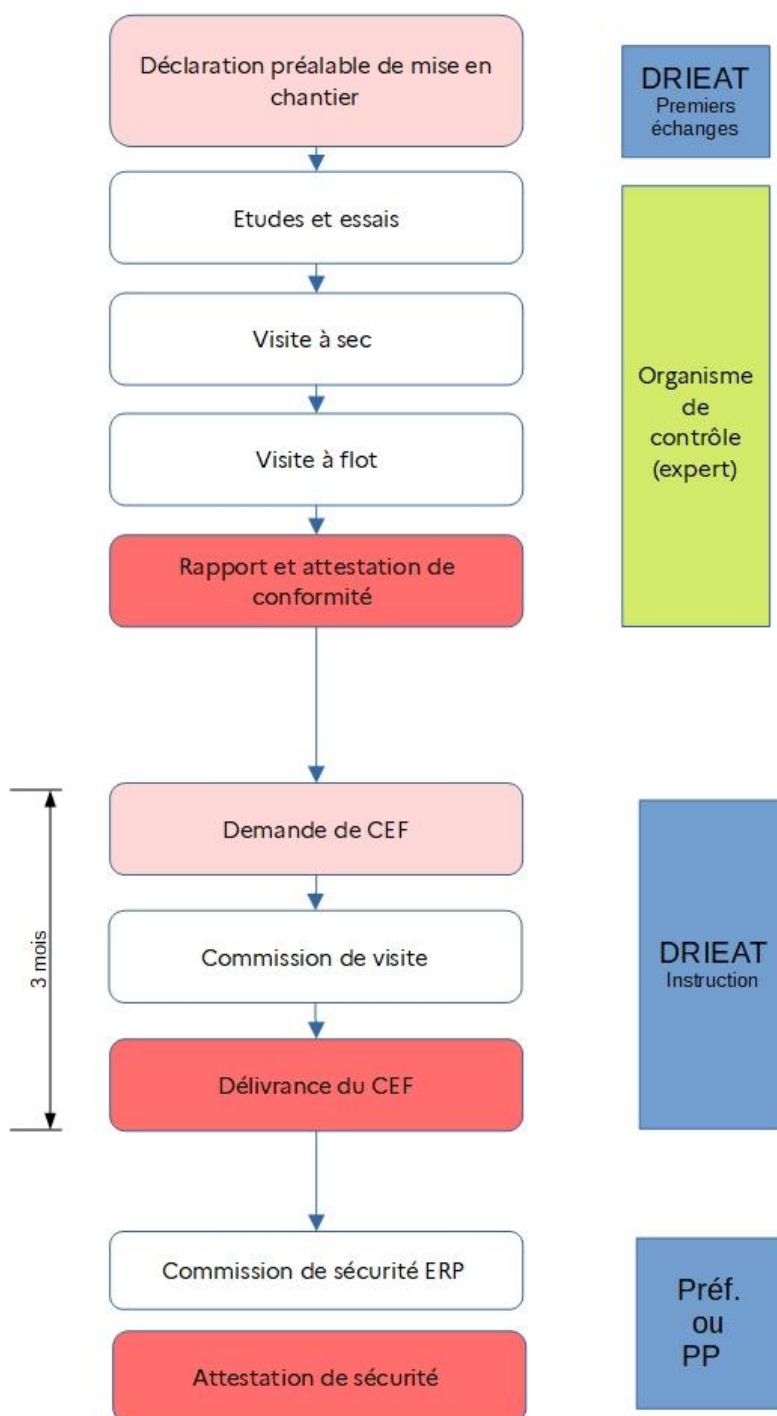 Déclaration préalable de mise en
chantier
DRIEAT
Premiers
échanges
Etudes et essais
Visite à sec
Visite à flot
Rapport et attestation de
conformité
Organisme
de
contrôle
(expert)
3 mois
Demande de CEF
Commission de visite
Délivrance du CEF
DRIEAT
Instruction
Commission de sécurité ERP
Attestation de sécurité
Préf.
ou
PP